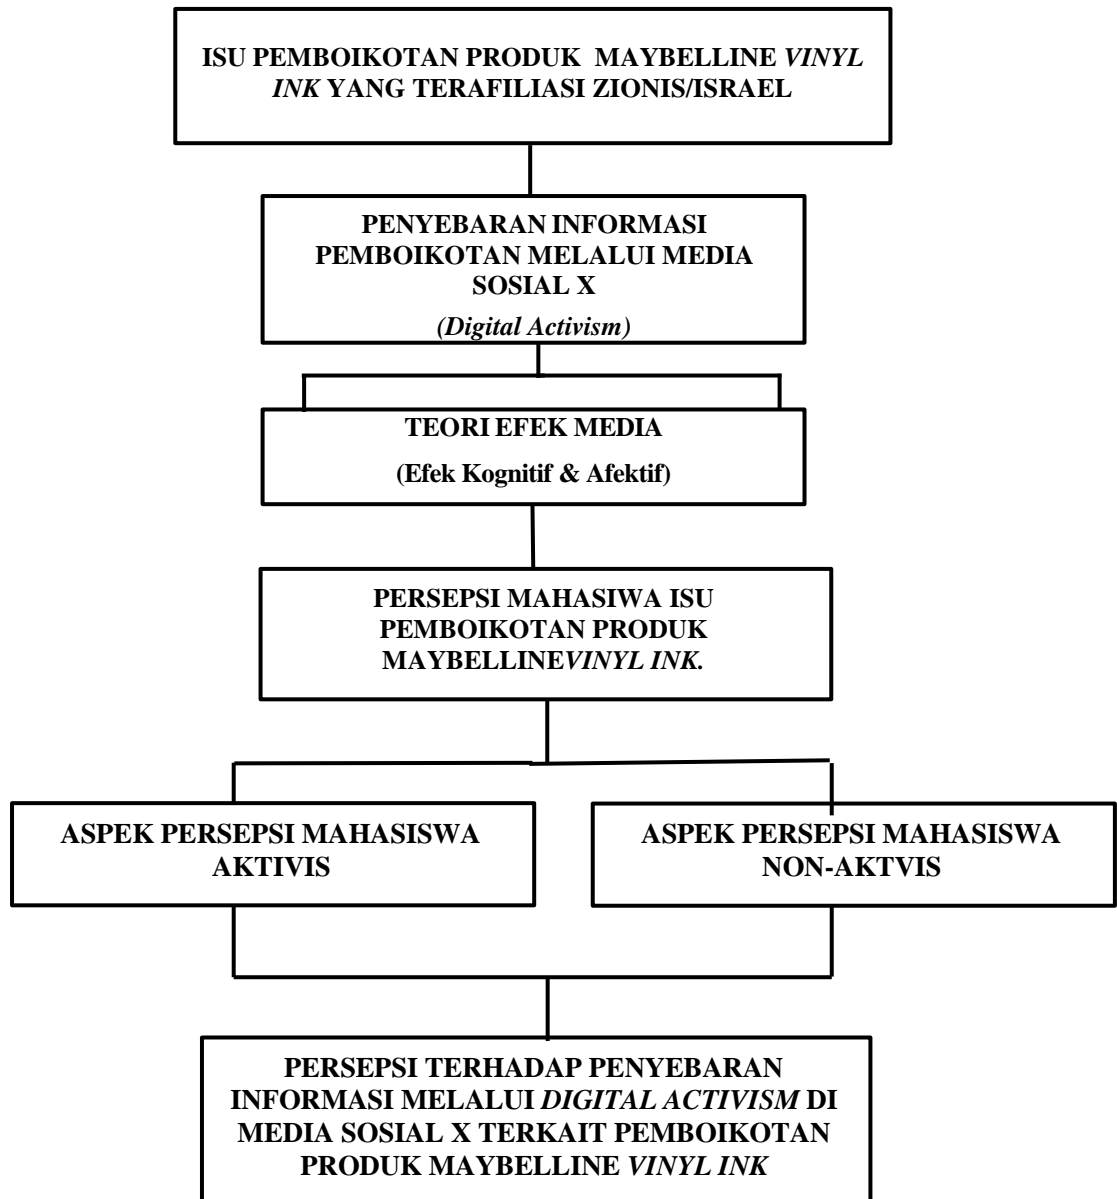 ISU PEMBOIKOTAN PRODUK MAYBELLINE VINYL
INK YANG TERAFILIASI ZIONIS/ISRAEL
PENYEBARAN INFORMASI
PEMBOIKOTAN MELALUI MEDIA
SOSIAL X
(Digital Activism)
TEORI EFEK MEDIA
(Efek Kognitif & Afektif)
PERSEPSI MAHASIWA ISU
PEMBOIKOTAN PRODUK
MAYBELLINEVINYL INK.
ASPEK PERSEPSI MAHASISWA
AKTIVIS
ASPEK PERSEPSI MAHASISWA
NON-AKTVIS
PERSEPSI TERHADAP PENYEBARAN
INFORMASI MELALUI DIGITAL ACTIVISM DI
MEDIA SOSIAL X TERKAIT PEMBOIKOTAN
PRODUK MAYBELLINE VINYL INK